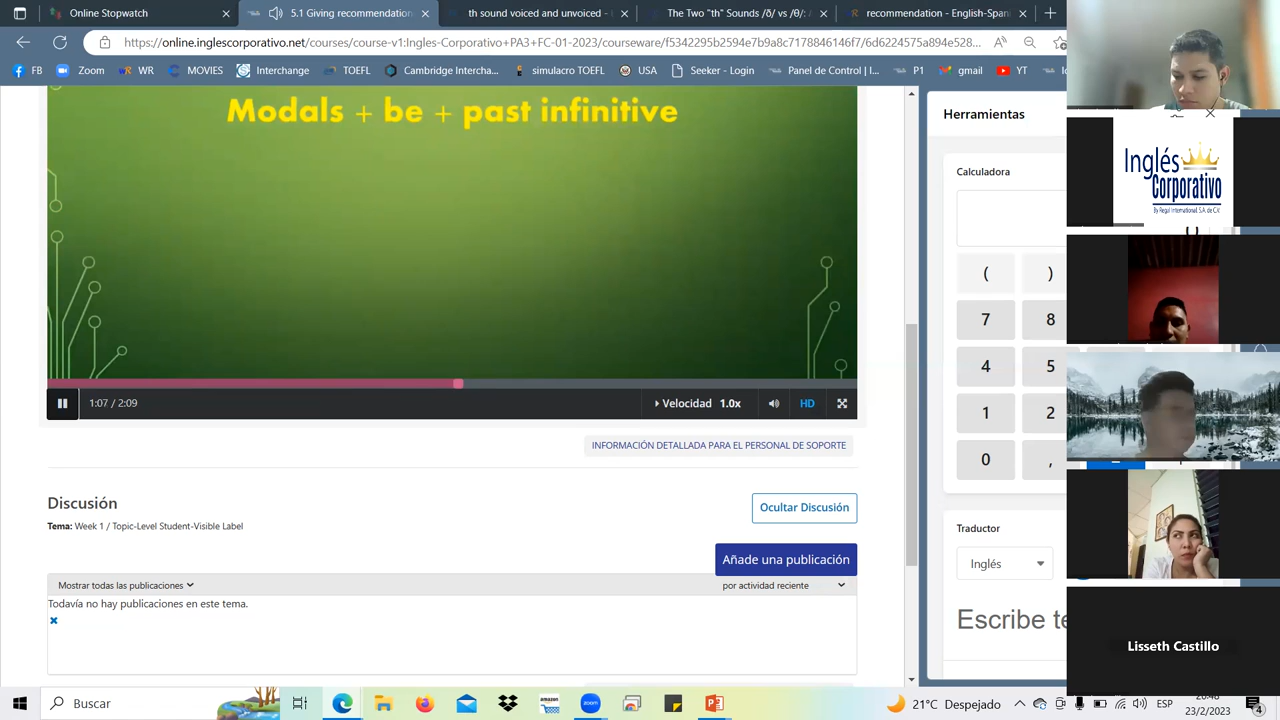 Stopwatch
5.1 Giving recommendation
th sound voiced and unvoiced -
The Two "th" Sounds /ð/ vs /θ/: A
recommendation - English-Span
https://online.inglescorporativo.net/courses/course-v1:Ingles-Corporativo+PA3+FC-01-2023/courseware/f5342295b2594e7b9a8c7178846146f7/6d6224575a894e528...
FB
Zoom
WR
MOVIES
Interchange
TOEFL
Cambridge Intercha...
simulacro TOEFL
USA
Seeker - Login
Panel de Control | I...
P1
gmail
YT
Modals + be + past infinitive
1:07 / 2:09
Velocidad 1.0x
HD
INFORMACIÓN DETALLADA PARA EL PERSONAL DE SOPORTE
Discusión
Ocultar Discusión
Tema: Week 1 / Topic-Level Student-Visible Label
Añade una publicación
Mostrar todas las publicaciones
por actividad reciente
Todavía no hay publicaciones en este tema.
Herramientas
Calculadora
( )
7 8
4 5
1 2
0 ,
Traductor
Inglés
Escribe te
Inglés
Corporativo
By Regal International, S.A. de C.V.
Lisseth Castillo
Buscar
21°C Despejado
ESP
20:48
23/2/2023
4